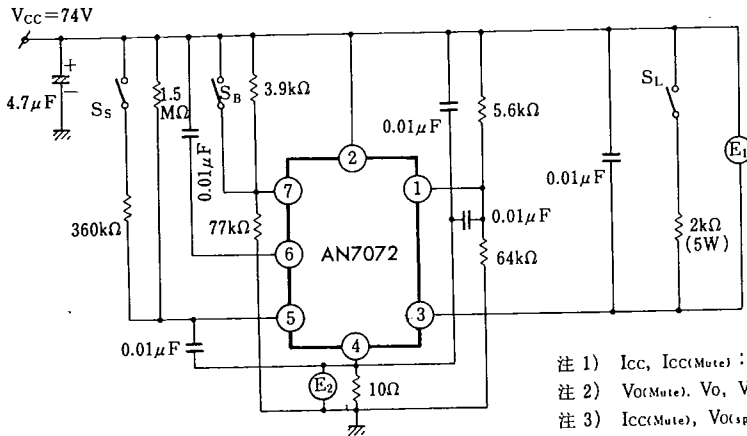 VCC=74V
4.7μF
+
−
SS
1.5
MΩ
0.01μF
SB
3.9kΩ
0.01μF
5.6kΩ
0.01μF
SL
E1
2kΩ
(5W)
360kΩ
77kΩ
0.01μF
64kΩ
2
7
1
6
AN7072
5
3
4
0.01μF
E2
10Ω
注 1) ICC, ICC(Mute) :
注 2) VO(Mute). VO, V
注 3) ICC(Mute), VO(sp